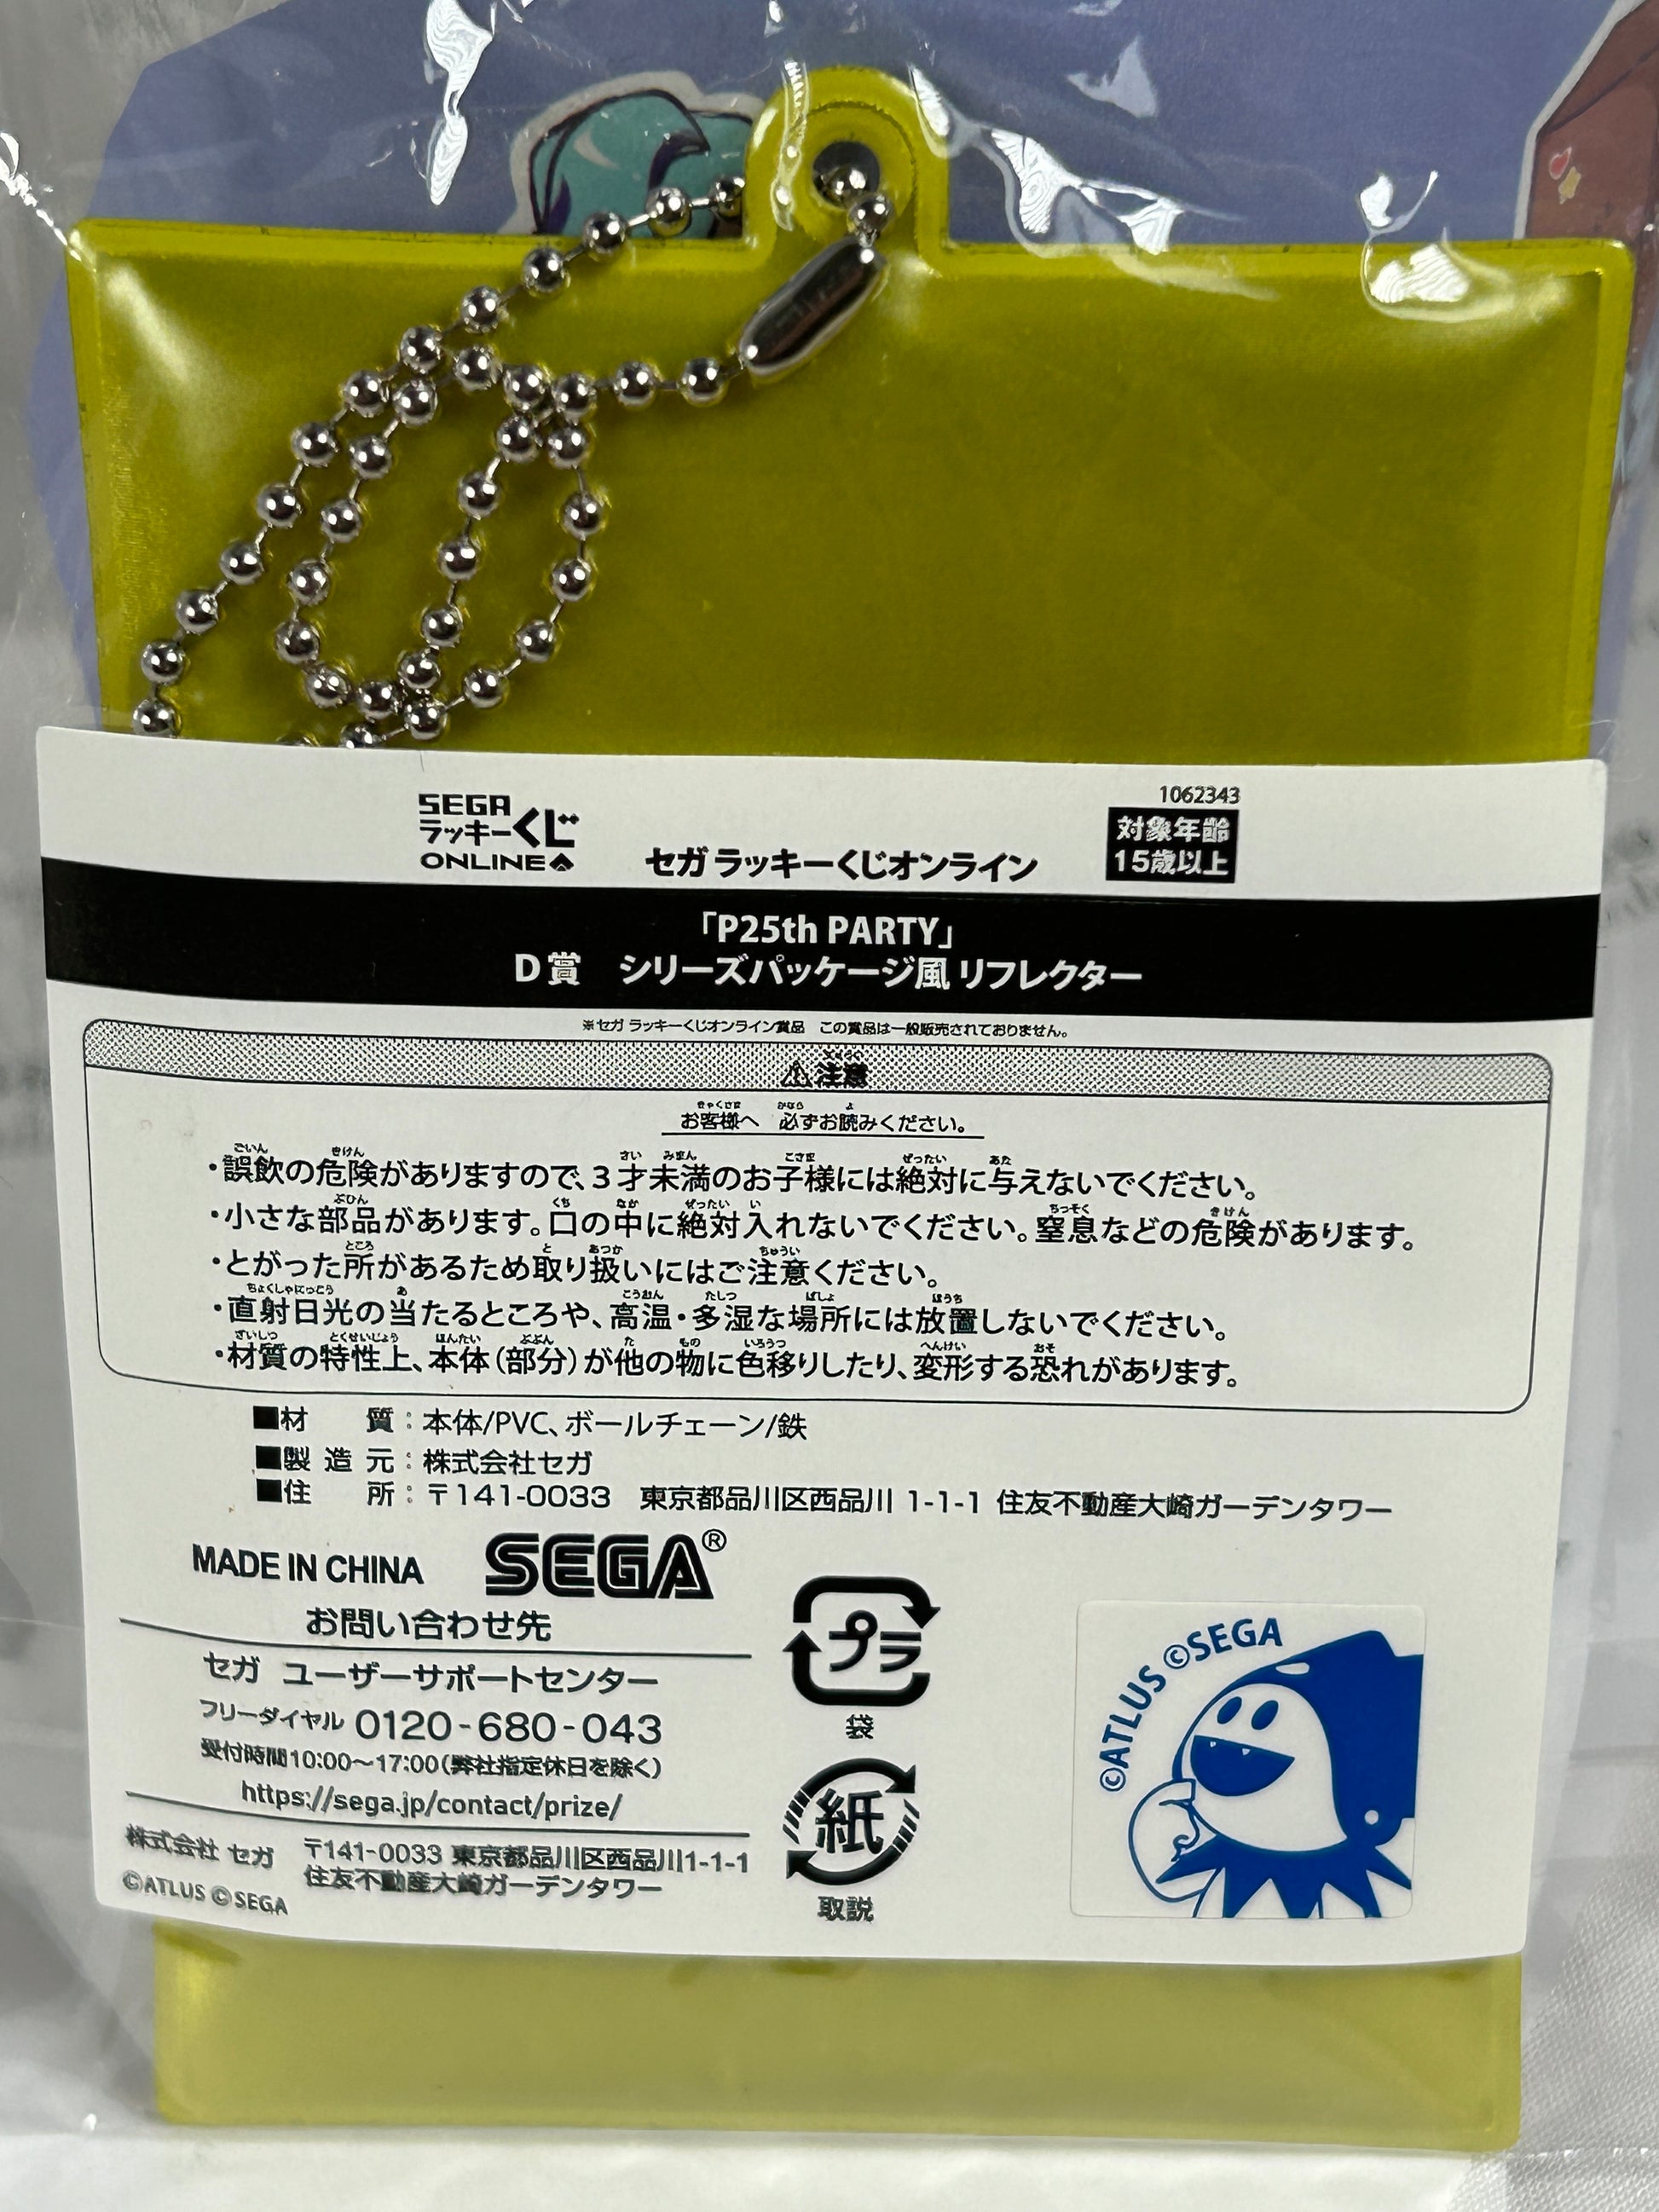 SEGA
ラッキーくじ
ONLINE
セガ ラッキーくじオンライン
1062343
対象年齢
15歳以上
「P25th PARTY」
D賞 シリーズパッケージ風 リフレクター
※セガ ラッキーくじオンライン賞品 この賞品は一般販売されておりません。
⚠注意
お客様へ 必ずお読みください。
・誤飲の危険がありますので、3才未満のお子様には絶対に与えないでください。
・小さな部品があります。口の中に絶対入れないでください。窒息などの危険があります。
・とがった所があるため取り扱いにはご注意ください。
・直射日光の当たるところや、高温・多湿な場所には放置しないでください。
・材質の特性上、本体(部分)が他の物に色移りしたり、変形する恐れがあります。
■材 質:本体/PVC、ボールチェーン/鉄
■製 造 元:株式会社セガ
■住 所:〒141-0033 東京都品川区西品川 1-1-1 住友不動産大崎ガーデンタワー
MADE IN CHINA SEGA®
お問い合わせ先
セガ ユーザーサポートセンター
フリーダイヤル 0120-680-043
受付時間10:00〜17:00(弊社指定休日を除く)
https://sega.jp/contact/prize/
株式会社 セガ 〒141-0033 東京都品川区西品川1-1-1
住友不動産大崎ガーデンタワー
©ATLUS ©SEGA
プラ
袋
紙
取説
©ATLUS ©SEGA